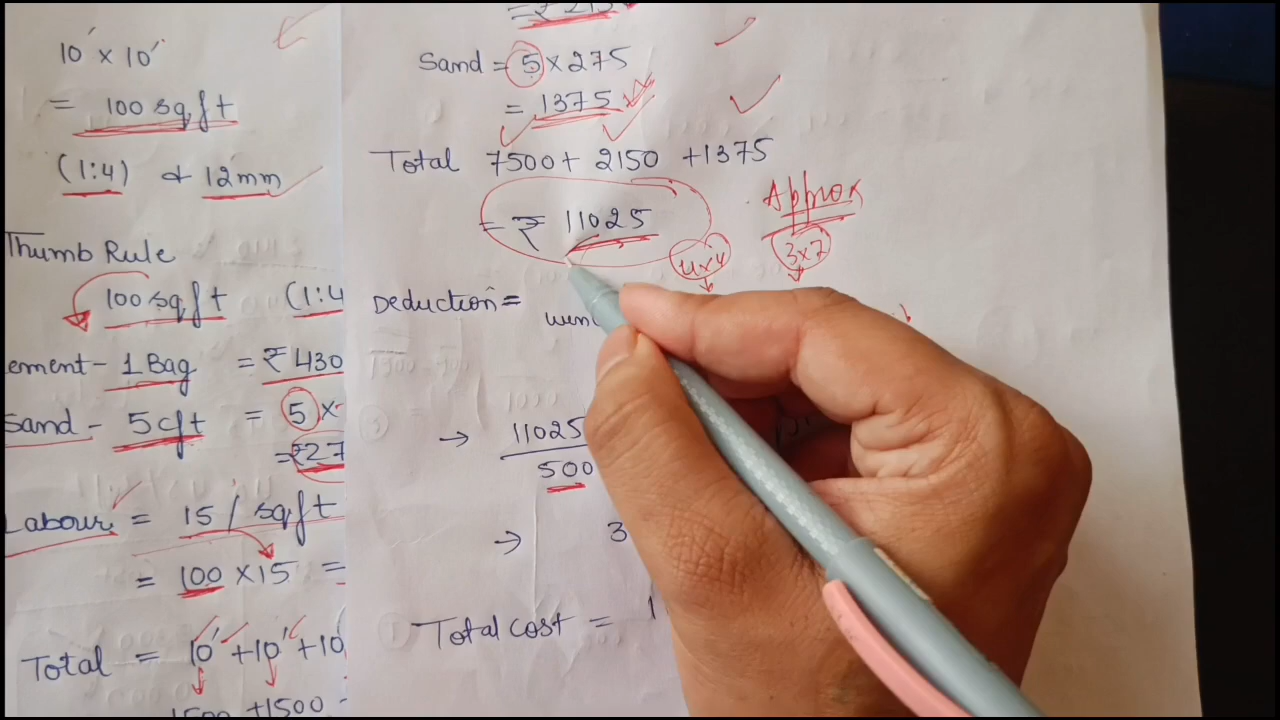 10' x 10'
= 100 sqft
(1:4) & 12mm
Thumb Rule
100 sqft (1:4
ement - 1 Bag = ₹ 430
Sand - 5 cft = 5 ×
= ₹27
Labour = 15 / sqft
= 100 × 15 =
Total = 10' + 10' + 10
1500 + 1500
Sand = 5 × 275
= 1375
Total 7500 + 2150 + 1375
= ₹ 11025
Approx
4x4
3x7
Deduction =
11025
500
→ 3
Total cost = 1